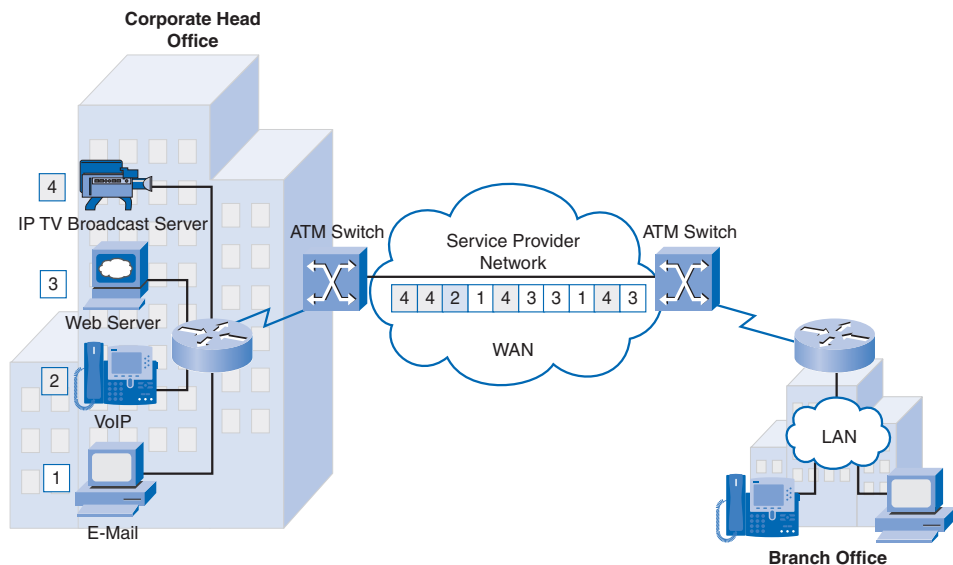 Corporate Head
Office
4
IP TV Broadcast Server
3
Web Server
2
VoIP
1
E-Mail
ATM Switch
Service Provider
Network
4 4 2 1 4 3 3 1 4 3
WAN
ATM Switch
LAN
Branch Office